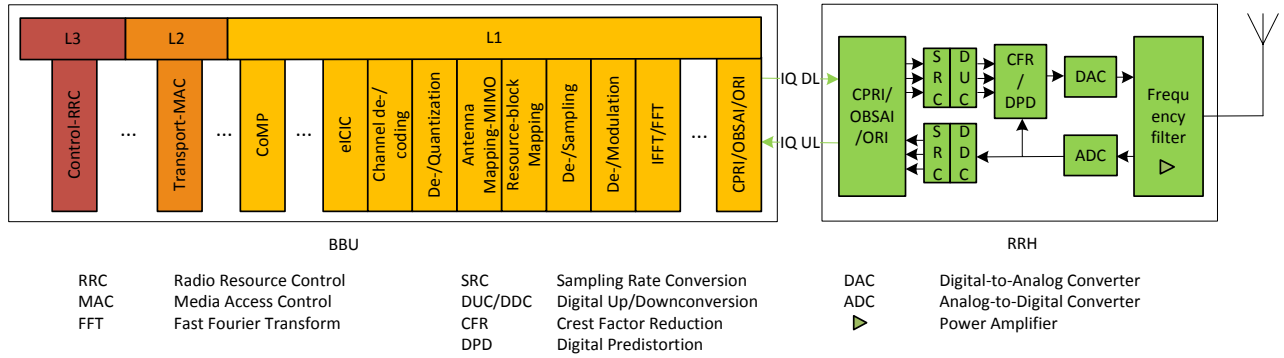 L3
L2
L1
Control-RRC
...
Transport-MAC
...
CoMP
...
eICIC
Channel de-/
coding
De-/Quantization
Antenna
Mapping-MIMO
Resource-block
Mapping
De-/Sampling
De-/Modulation
IFFT/FFT
...
CPRI/OBSAI/ORI
IQ DL
IQ UL
CPRI/
OBSAI
/ORI
S
R
C
D
U
C
S
R
C
D
D
C
CFR
/
DPD
DAC
ADC
Frequ
ency
filter
BBU
RRH
RRC Radio Resource Control
MAC Media Access Control
FFT Fast Fourier Transform
SRC Sampling Rate Conversion
DUC/DDC Digital Up/Downconversion
CFR Crest Factor Reduction
DPD Digital Predistortion
DAC Digital-to-Analog Converter
ADC Analog-to-Digital Converter
Power Amplifier